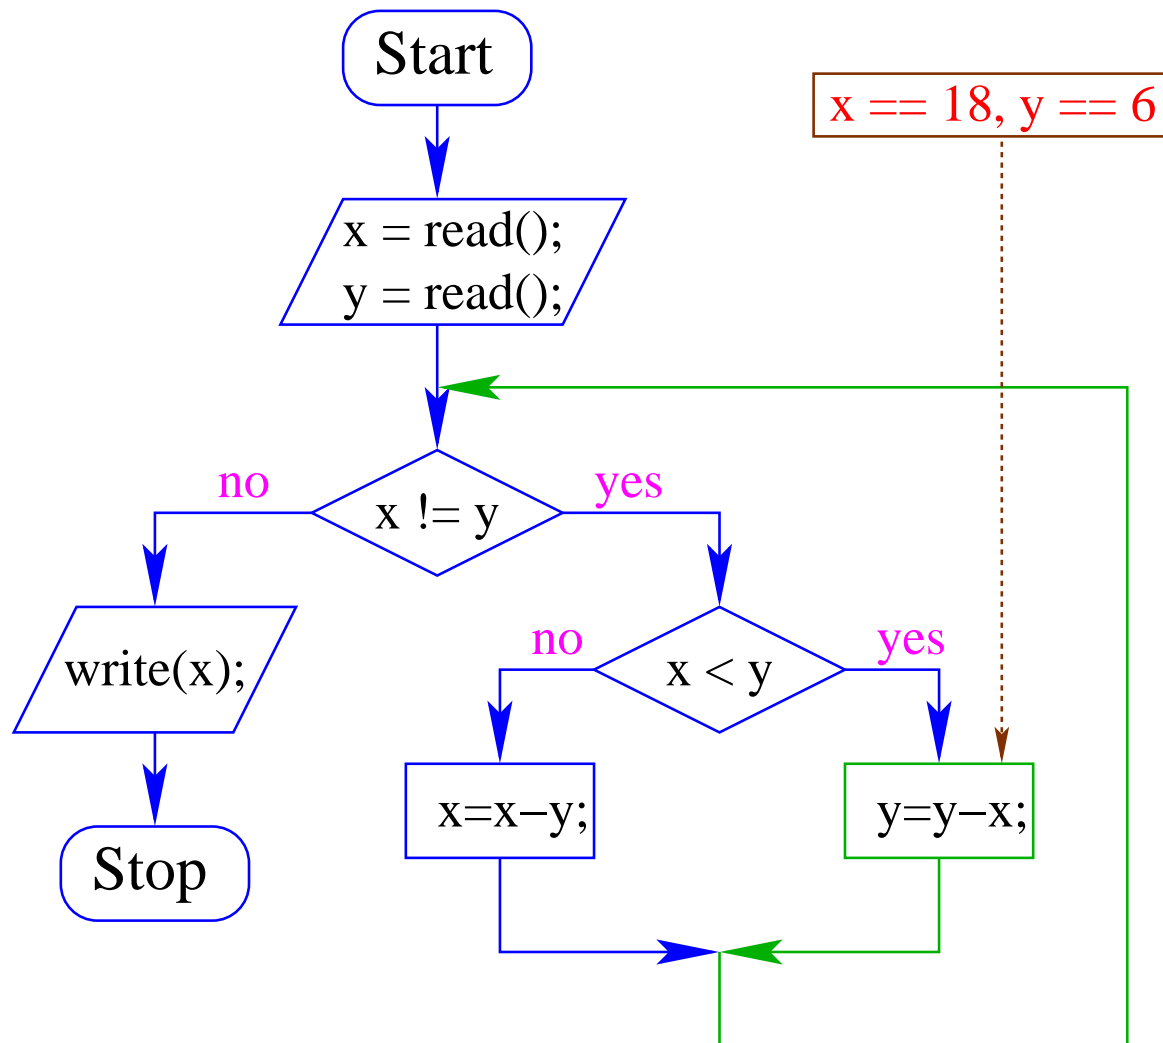 Start
x == 18, y == 6
x = read();
y = read();
no
x != y
yes
write(x);
no
x < y
yes
x=x−y;
y=y−x;
Stop